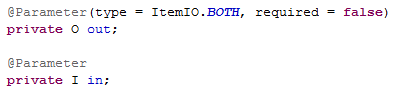 @Parameter(type = ItemIO.BOTH, required = false)
private O out;
@Parameter
private I in;